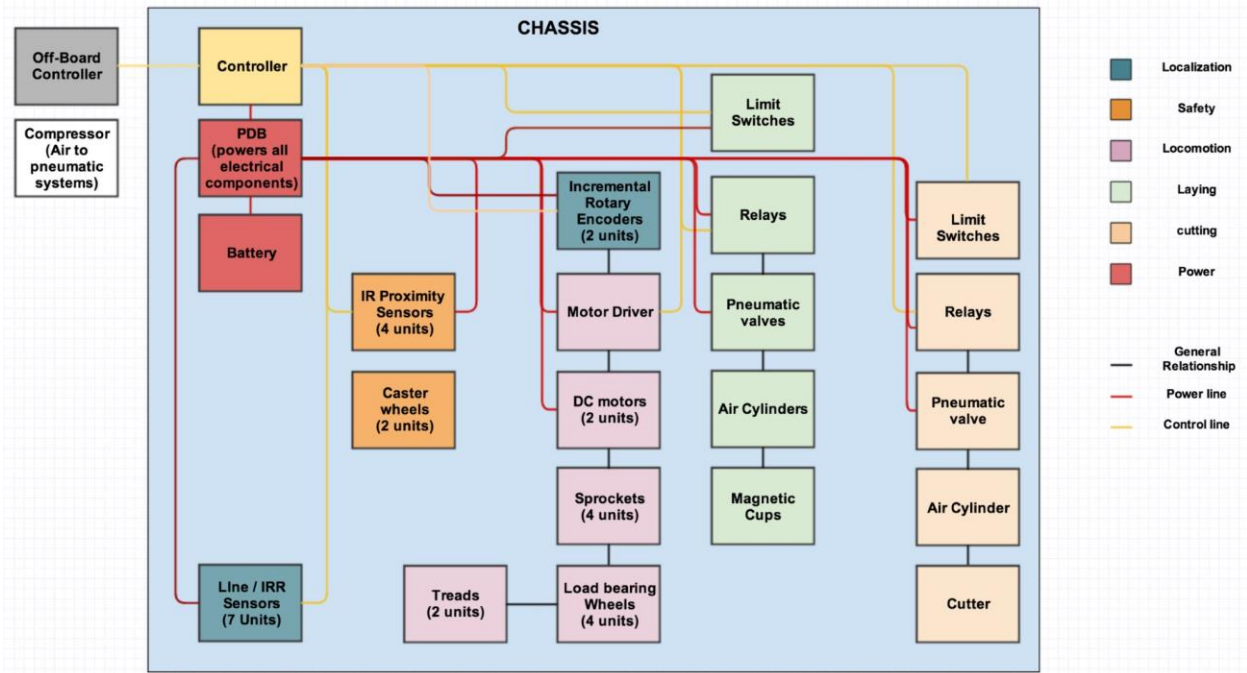 CHASSIS
Off-Board
Controller
Controller
Compressor
(Air to
pneumatic
systems)
PDB
(powers all
electrical
components)
Battery
Limit
Switches
Incremental
Rotary
Encoders
(2 units)
Relays
Limit
Switches
IR Proximity
Sensors
(4 units)
Motor Driver
Pneumatic
valves
Relays
Caster
wheels
(2 units)
DC motors
(2 units)
Air Cylinders
Pneumatic
valve
Sprockets
(4 units)
Magnetic
Cups
Air Cylinder
LIne / IRR
Sensors
(7 Units)
Treads
(2 units)
Load bearing
Wheels
(4 units)
Cutter
Localization
Safety
Locomotion
Laying
cutting
Power
General
Relationship
Power line
Control line